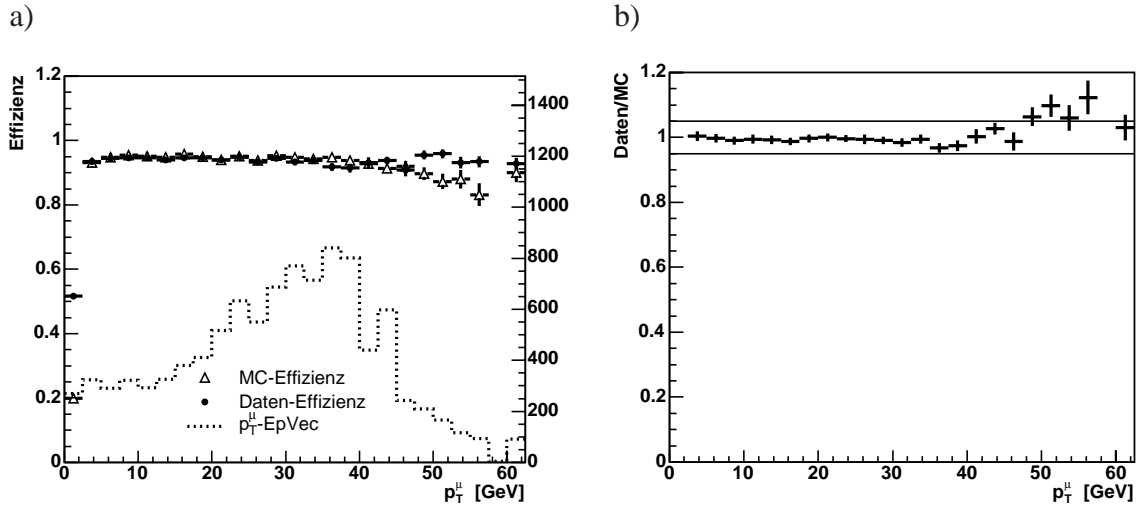 a)
b)
Effizienz
1.2
1
0.8
0.6
0.4
0.2
0
1400
1200
1000
800
600
400
200
0
MC-Effizienz
Daten-Effizienz
p_T^μ-EpVec
0 10 20 30 40 50 60
p_T^μ [GeV]
Daten/MC
1.2
1
0.8
0.6
0.4
0.2
0
0 10 20 30 40 50 60
p_T^μ [GeV]